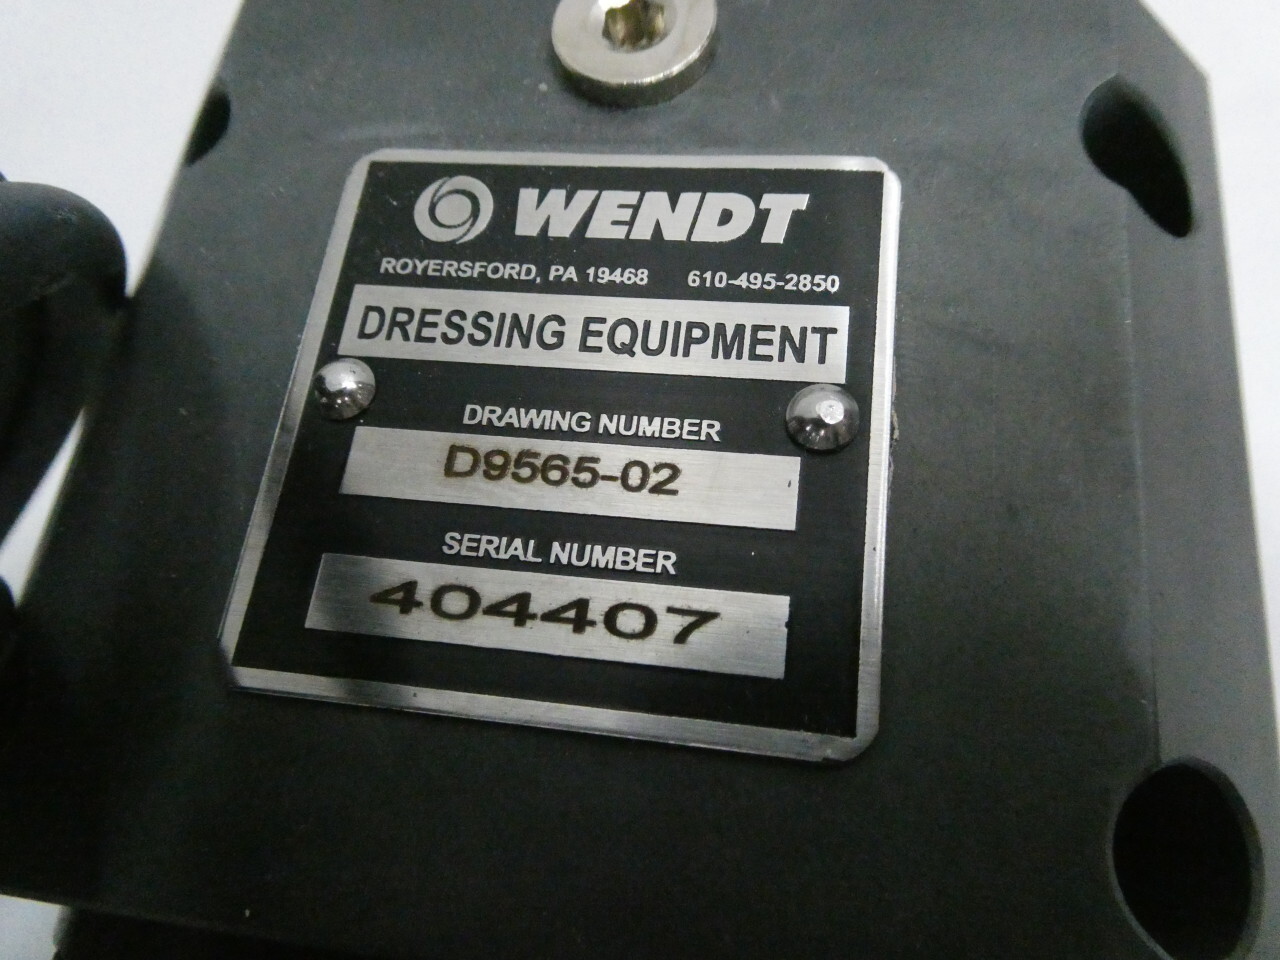 WENDT
ROYERSFORD, PA 19468 610-495-2850
DRESSING EQUIPMENT
DRAWING NUMBER
D9565-02
SERIAL NUMBER
404407